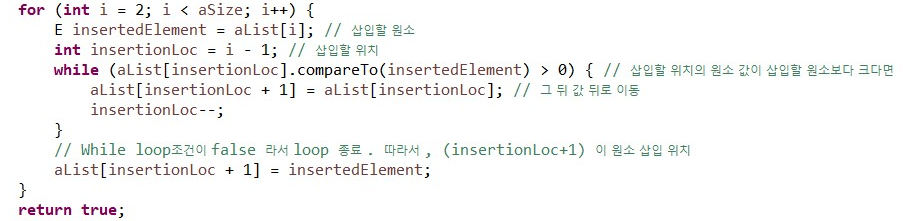 for (int i = 2; i < aSize; i++) {
E insertedElement = aList[i]; // 삽입할 원소
int insertionLoc = i - 1; // 삽입할 위치
while (aList[insertionLoc].compareTo(insertedElement) > 0) { // 삽입할 위치의 원소 값이 삽입할 원소보다 크다면
aList[insertionLoc + 1] = aList[insertionLoc]; // 그 뒤 값 뒤로 이동
insertionLoc--;
}
// While loop조건이 false 라서 loop 종료 . 따라서 , (insertionLoc+1) 이 원소 삽입 위치
aList[insertionLoc + 1] = insertedElement;
}
return true;